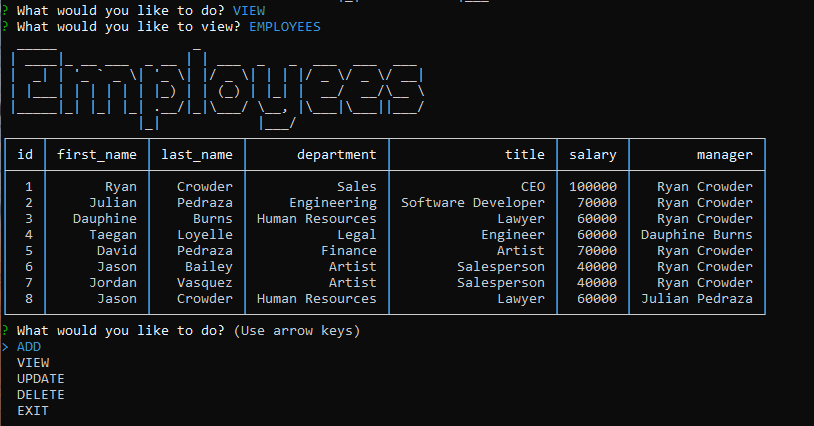 ? What would you like to do? VIEW
? What would you like to view? EMPLOYEES
Employees
id first_name last_name department title salary manager
1 Ryan Crowder Sales CEO 100000 Ryan Crowder
2 Julian Pedraza Engineering Software Developer 70000 Ryan Crowder
3 Dauphine Burns Human Resources Lawyer 60000 Ryan Crowder
4 Taegan Loyelle Legal Engineer 60000 Dauphine Burns
5 David Pedraza Finance Artist 70000 Ryan Crowder
6 Jason Bailey Artist Salesperson 40000 Ryan Crowder
7 Jordan Vasquez Artist Salesperson 40000 Ryan Crowder
8 Jason Crowder Human Resources Lawyer 60000 Julian Pedraza
? What would you like to do? (Use arrow keys)
> ADD
VIEW
UPDATE
DELETE
EXIT